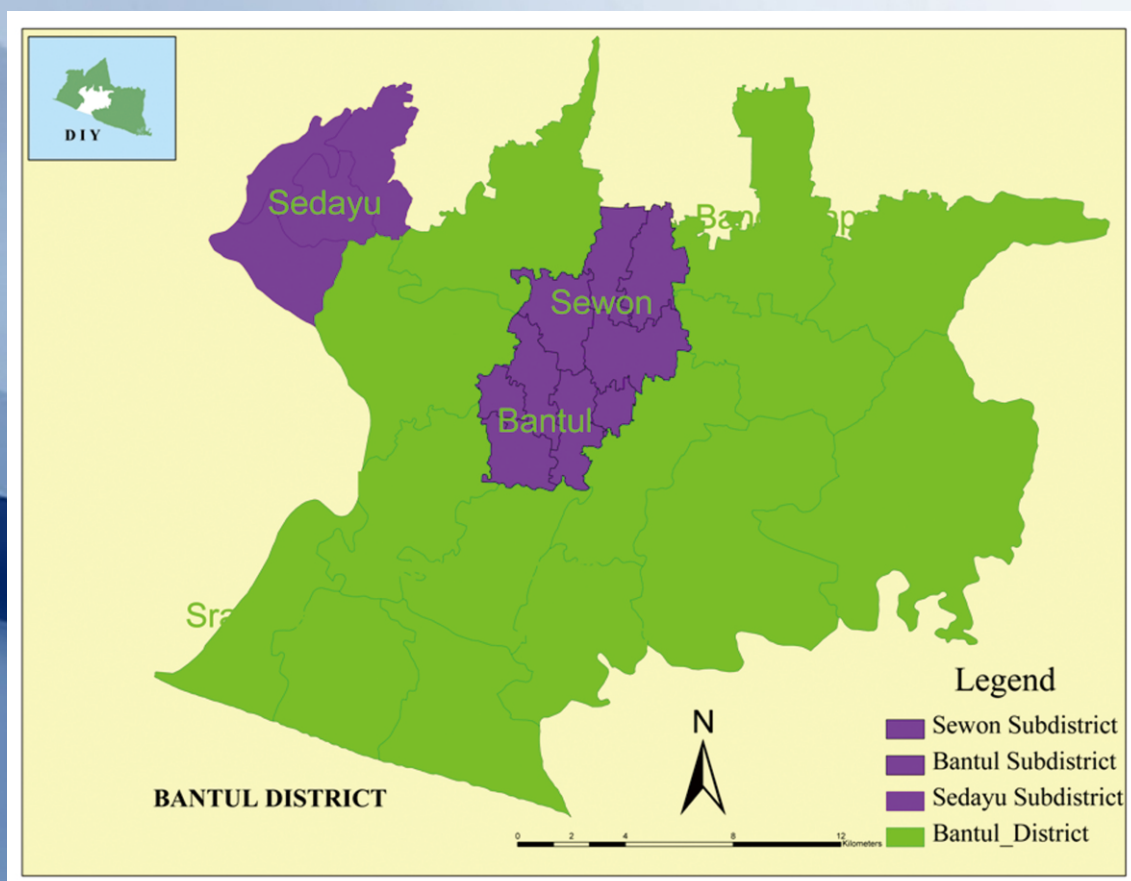 DIY
Sedayu
Sewon
Bantul
Legend
N
Sewon Subdistrict
Bantul Subdistrict
Sedayu Subdistrict
Bantul_District
BANTUL DISTRICT
0 2 4 8 12
Kilometers